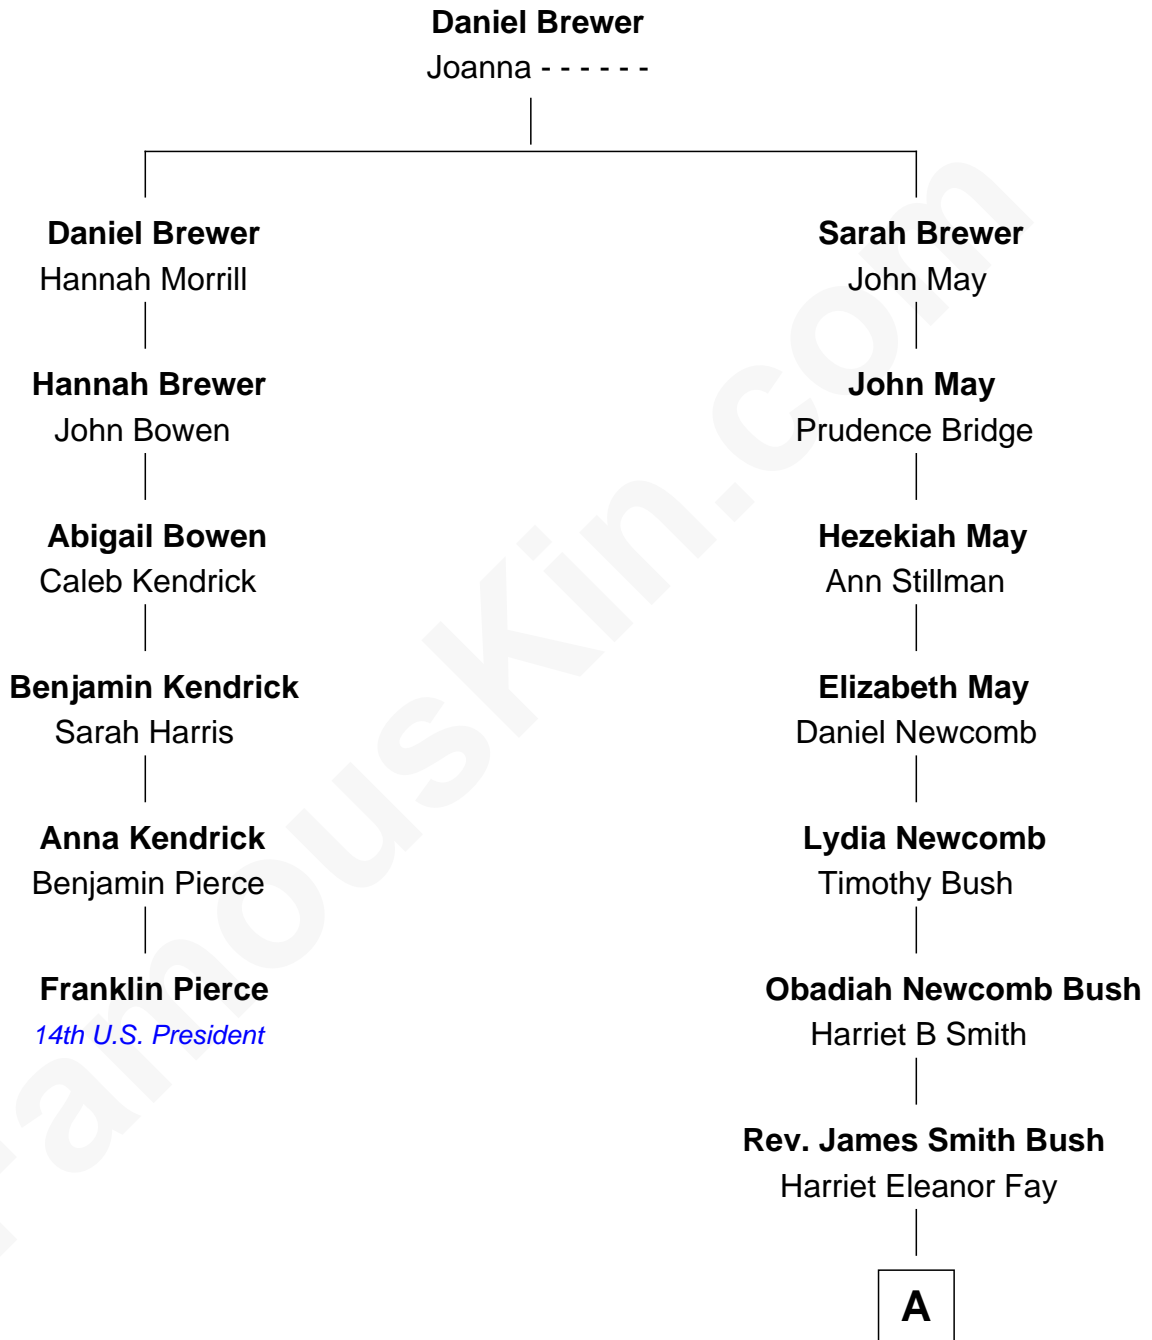 Daniel Brewer
Joanna - - - - - -
Daniel Brewer
Hannah Morrill
Hannah Brewer
John Bowen
Abigail Bowen
Caleb Kendrick
Benjamin Kendrick
Sarah Harris
Anna Kendrick
Benjamin Pierce
Franklin Pierce
14th U.S. President
Sarah Brewer
John May
John May
Prudence Bridge
Hezekiah May
Ann Stillman
Elizabeth May
Daniel Newcomb
Lydia Newcomb
Timothy Bush
Obadiah Newcomb Bush
Harriet B Smith
Rev. James Smith Bush
Harriet Eleanor Fay
A
FamousKin.com